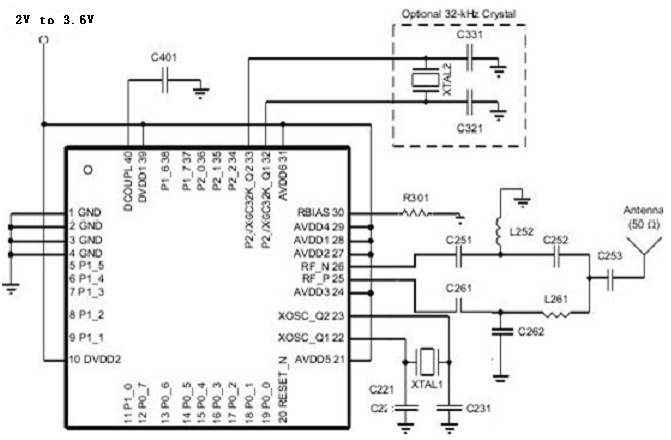 2V to 3.6V
Optional 32-kHz Crystal
C331
C401
XTAL2
C321
DCOUPL 40
DVDD1 39
P1_6 38
P1_7 37
P2_0 36
P2_1 35
P2_2 34
P2_/XGC32K_Q2 33
P2_/XGC32K_Q1 32
AVDD6 31
1 GND
2 GND
3 GND
4 GND
5 P1_5
6 P1_4
7 P1_3
8 P1_2
9 P1_1
10 DVDD2
RBIAS 30
AVDD4 29
AVDD1 28
AVDD2 27
RF_N 26
RF_P 25
AVDD3 24
XOSC_Q2 23
XOSC_Q1 22
AVDD5 21
11 P1_0
12 P0_7
13 P0_6
14 P0_5
15 P0_4
16 P0_3
17 P0_2
18 P0_1
19 P0_0
20 RESET_N
R301
L252
C251
C252
Antenna
(50 Ω)
C253
C261
L261
C262
XTAL1
C221
C231